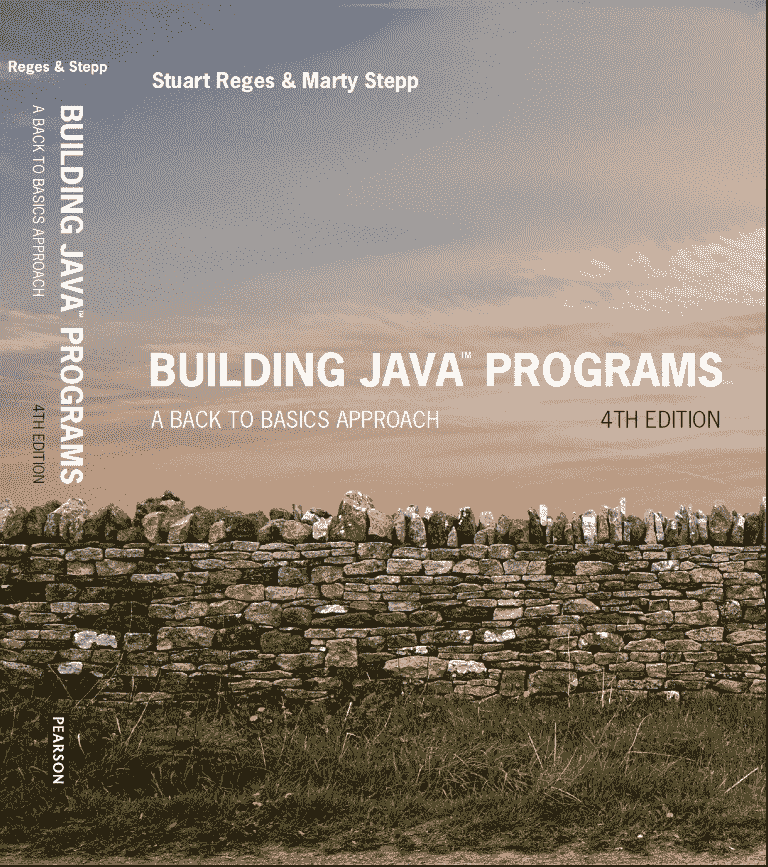 Reges & Stepp
BUILDING JAVA™ PROGRAMS
A BACK TO BASICS APPROACH
4TH EDITION
PEARSON
Stuart Reges & Marty Stepp
BUILDING JAVA™ PROGRAMS
A BACK TO BASICS APPROACH
4TH EDITION